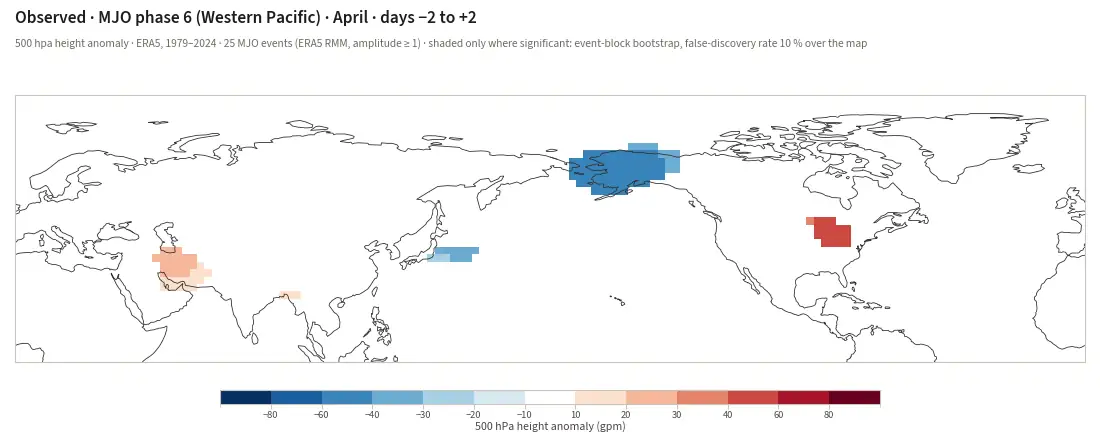 Observed · MJO phase 6 (Western Pacific) · April · days −2 to +2
500 hpa height anomaly · ERA5, 1979–2024 · 25 MJO events (ERA5 RMM, amplitude ≥ 1) · shaded only where significant: event-block bootstrap, false-discovery rate 10 % over the map
−80 −60 −40 −30 −20 −10 10 20 30 40 60 80
500 hPa height anomaly (gpm)